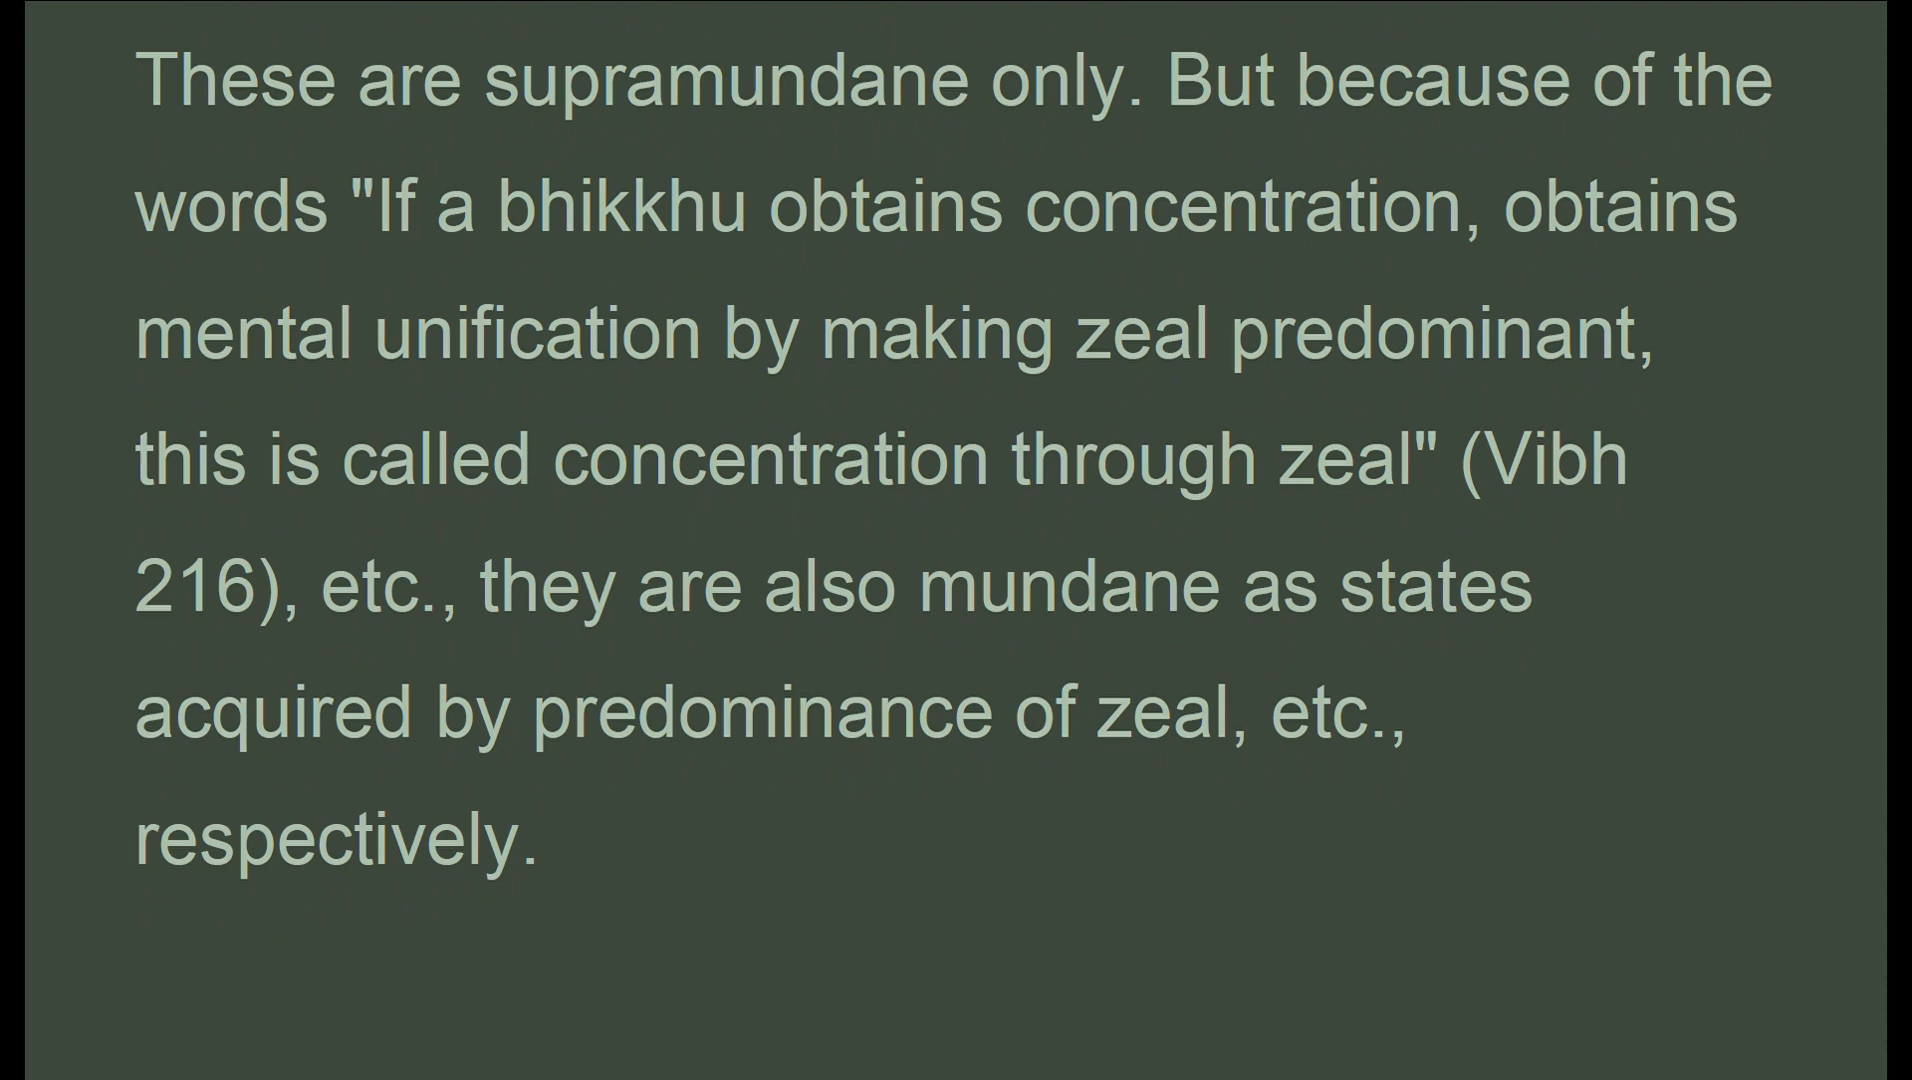 These are supramundane only. But because of the
words "If a bhikkhu obtains concentration, obtains
mental unification by making zeal predominant,
this is called concentration through zeal" (Vibh
216), etc., they are also mundane as states
acquired by predominance of zeal, etc.,
respectively.